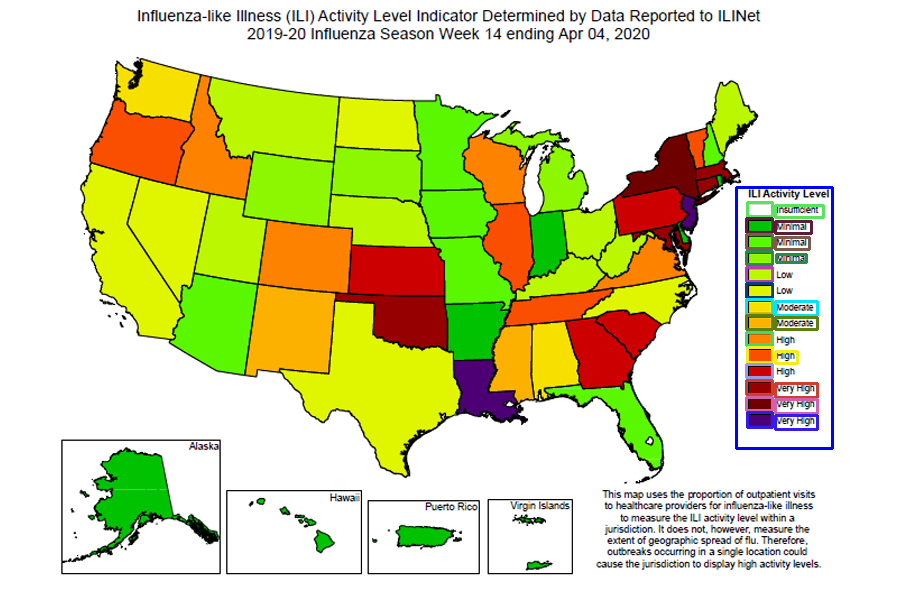 Influenza-like Illness (ILI) Activity Level Indicator Determined by Data Reported to ILINet
2019-20 Influenza Season Week 14 ending Apr 04, 2020
ILI Activity Level
Insufficient
Minimal
Minimal
Minimal
Low
Low
Moderate
Moderate
High
High
High
Very High
Very High
Very High
Alaska
Hawaii
Puerto Rico
Virgin Islands
This map uses the proportion of outpatient visits
to healthcare providers for influenza-like illness
to measure the ILI activity level within a
jurisdiction. It does not, however, measure the
extent of geographic spread of flu. Therefore,
outbreaks occurring in a single location could
cause the jurisdiction to display high activity levels.